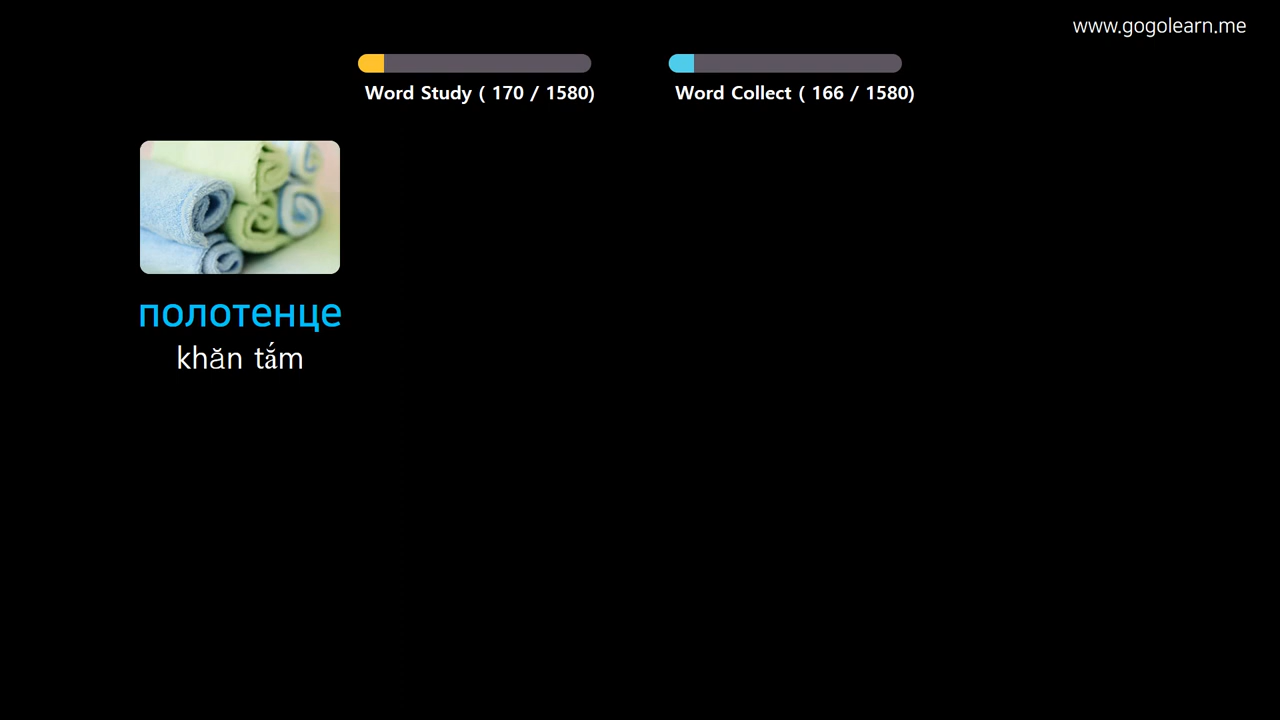 www.gogolearn.me
Word Study ( 170 / 1580)
Word Collect ( 166 / 1580)
полотенце
khăn tắm